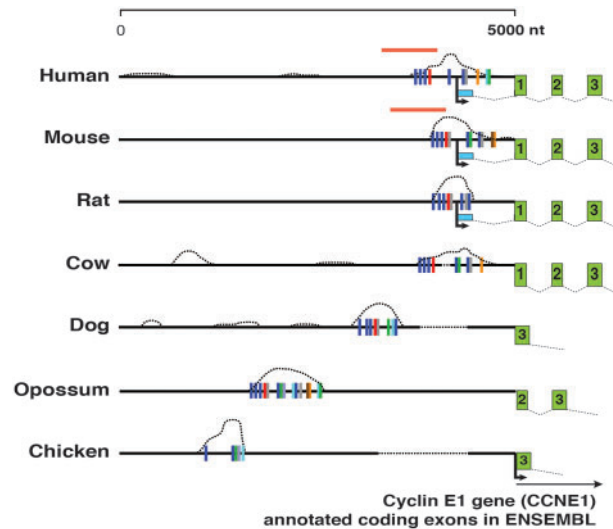 0 5000 nt
Human 1 2 3
Mouse 1 2 3
Rat 1 2 3
Cow 1 2 3
Dog 3
Opossum 2 3
Chicken 3
Cyclin E1 gene (CCNE1)
annotated coding exons in ENSEMBL